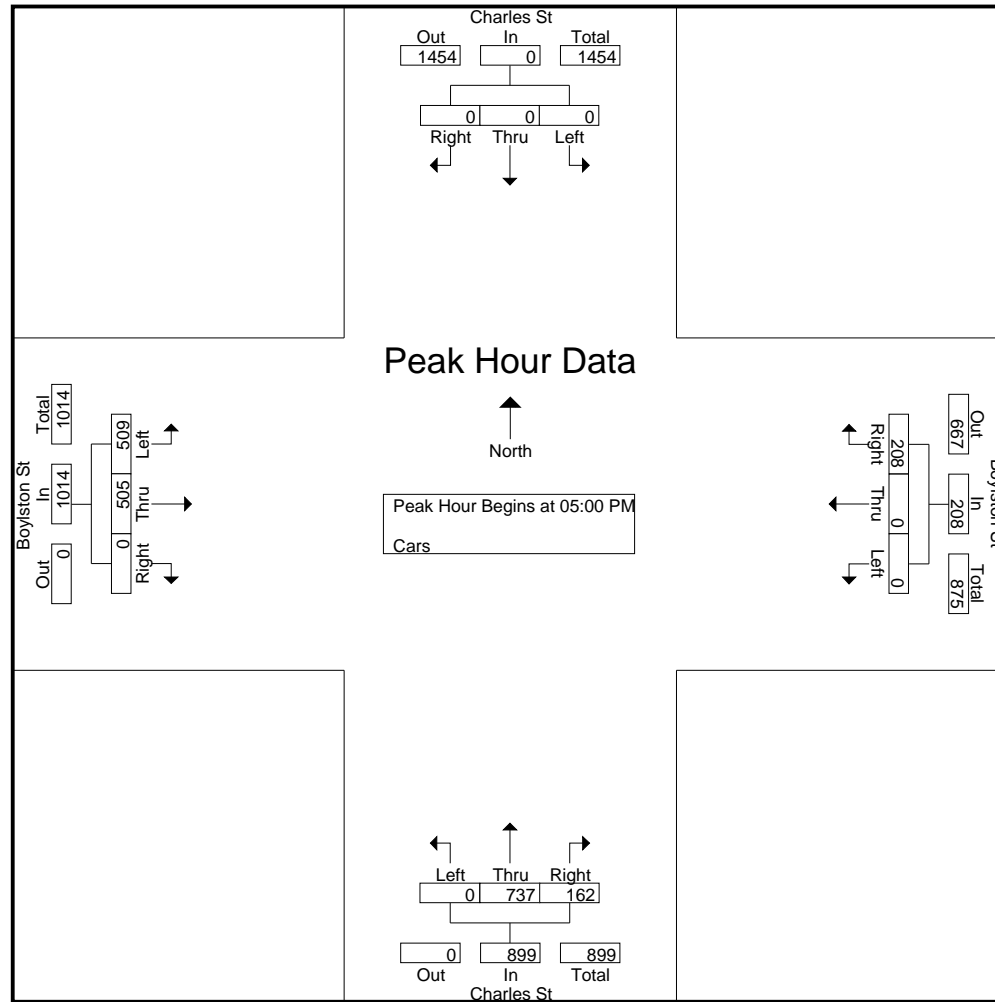 Charles St
Out In Total
1454 0 1454
0 0 0
Right Thru Left
Peak Hour Data
North
Peak Hour Begins at 05:00 PM
Cars
Boylston St
Total In Out
1014 1014 0
509 505 0
Left Thru Right
Boylston St
Out In Total
667 208 875
208 0 0
Right Thru Left
Left Thru Right
0 737 162
0 899 899
Out In Total
Charles St